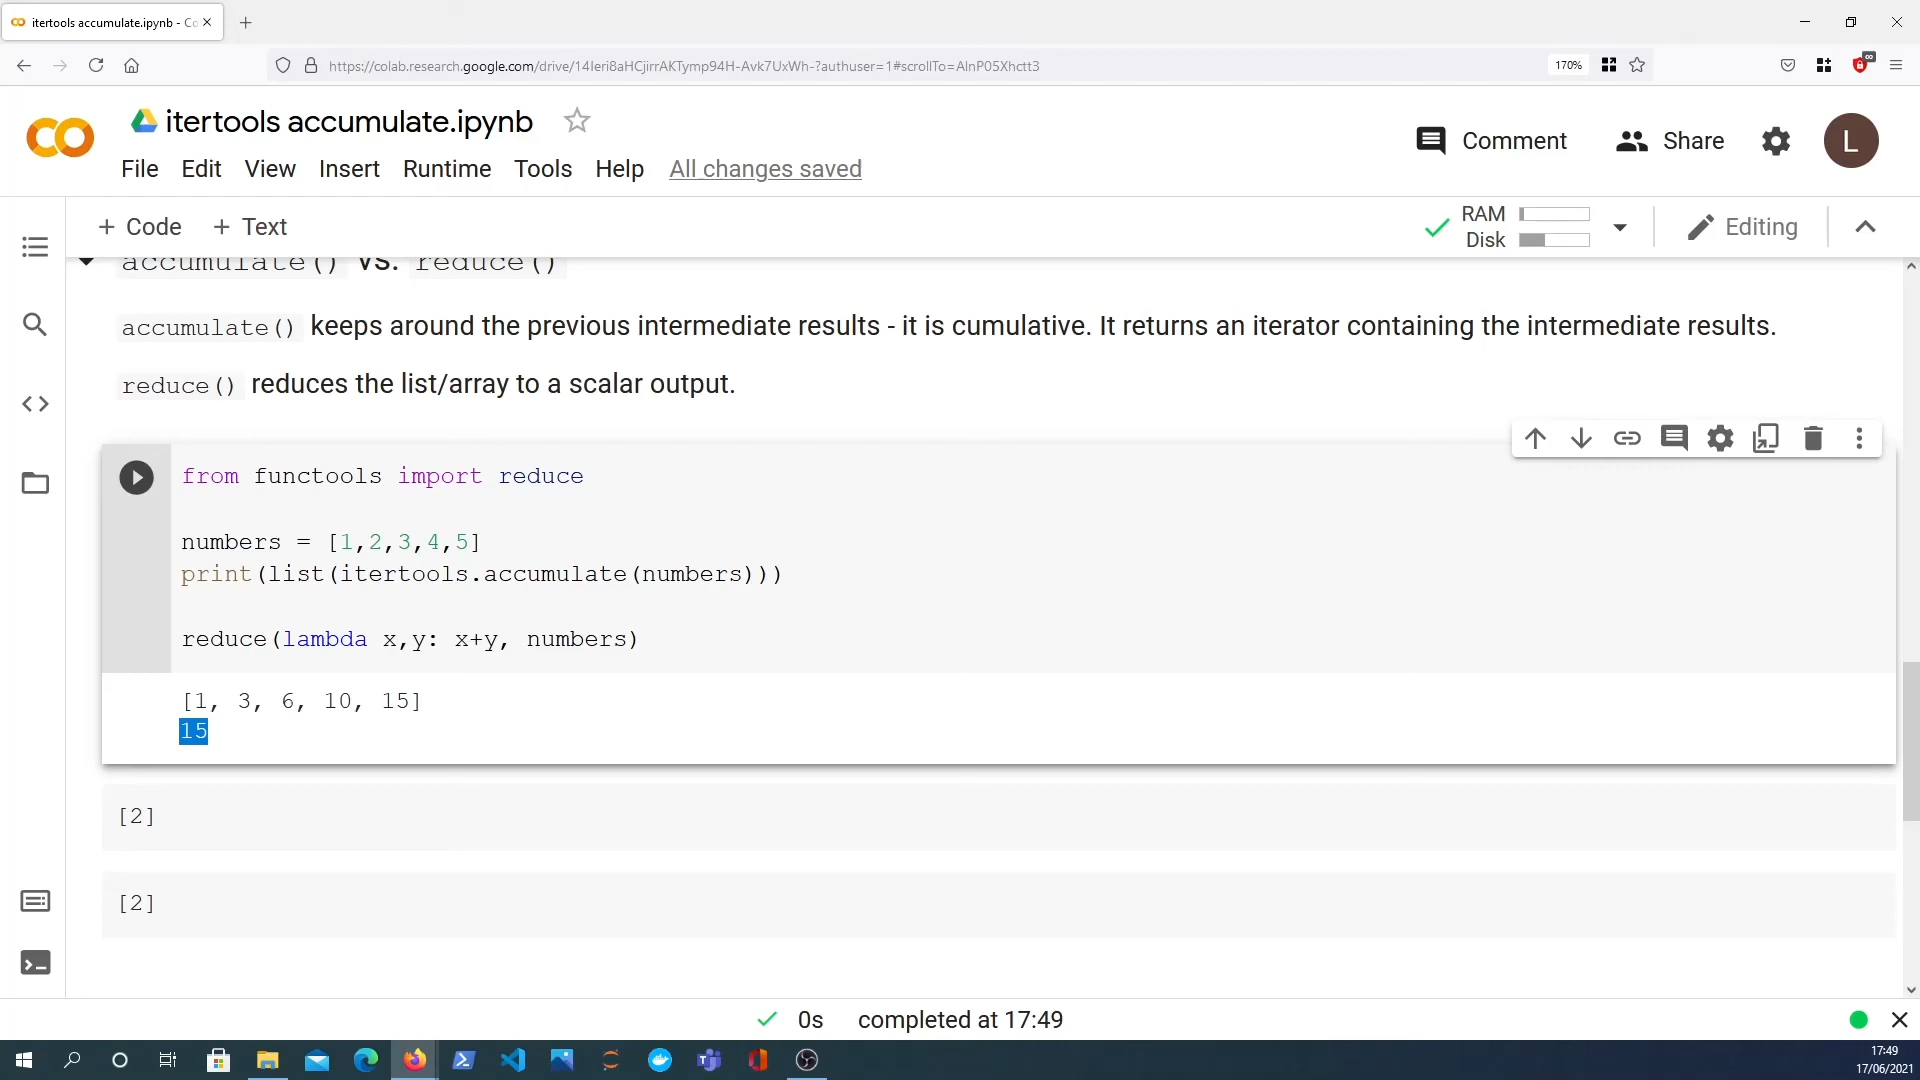 itertools accumulate.ipynb - Co
https://colab.research.google.com/drive/14Ieri8aHCjirrAKTymp94H-Avk7UxWh-?authuser=1#scrollTo=AlnP05Xhctt3
170%
itertools accumulate.ipynb
Comment
Share
L
File Edit View Insert Runtime Tools Help All changes saved
+ Code + Text
RAM
Disk
Editing
accumulate() vs. reduce()
accumulate() keeps around the previous intermediate results - it is cumulative. It returns an iterator containing the intermediate results.
reduce() reduces the list/array to a scalar output.
from functools import reduce
numbers = [1,2,3,4,5]
print(list(itertools.accumulate(numbers)))
reduce(lambda x,y: x+y, numbers)
[1, 3, 6, 10, 15]
15
[2]
[2]
0s completed at 17:49
17:49
17/06/2021